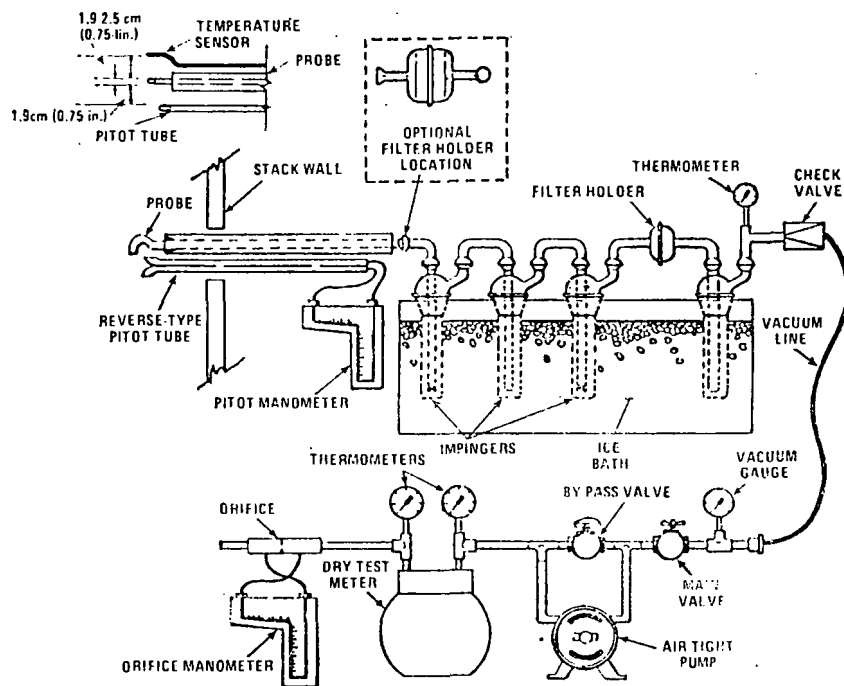 1.9 2.5 cm
(0.75-lin.)
TEMPERATURE
SENSOR
PROBE
1.9cm (0.75 in.)
PITOT TUBE
OPTIONAL
FILTER HOLDER
LOCATION
STACK WALL
PROBE
REVERSE-TYPE
PITOT TUBE
PITOT MANOMETER
FILTER HOLDER
THERMOMETER
CHECK
VALVE
VACUUM
LINE
IMPINGERS
ICE
BATH
THERMOMETERS
BY PASS VALVE
VACUUM
GAUGE
ORIFICE
DRY TEST
METER
MAIN
VALVE
AIR TIGHT
PUMP
ORIFICE MANOMETER